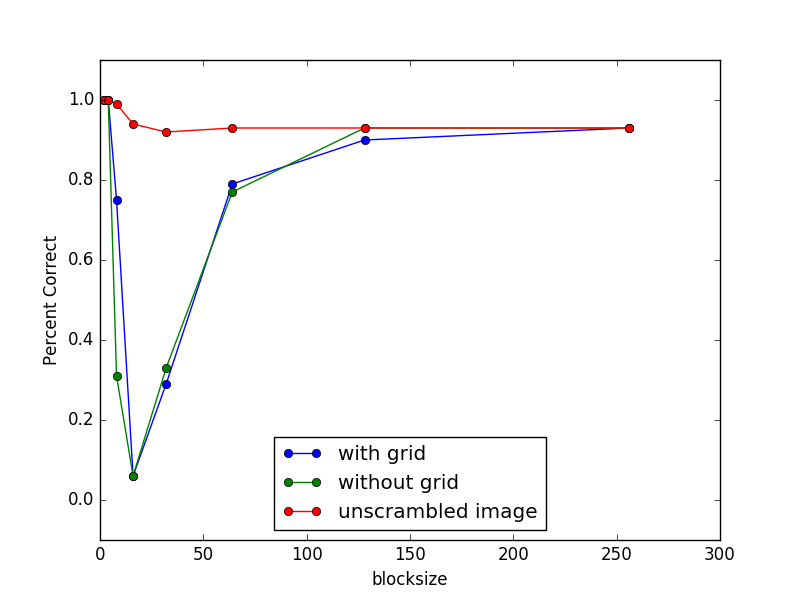 1.0
0.8
0.6
0.4
0.2
0.0
Percent Correct
with grid
without grid
unscrambled image
0 50 100 150 200 250 300
blocksize